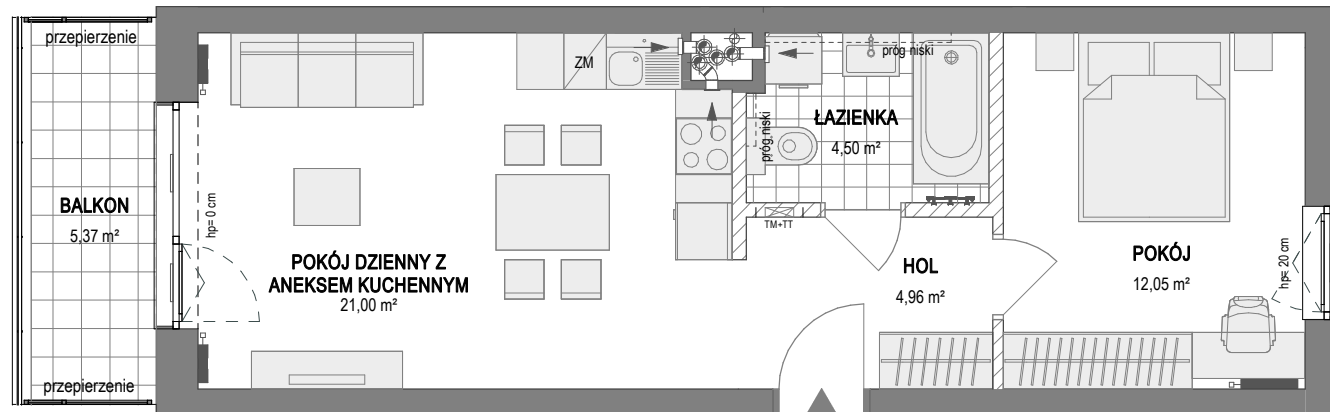 przepierzenie
BALKON
5,37 m²
przepierzenie
hp= 0 cm
POKÓJ DZIENNY Z
ANEKSEM KUCHENNYM
21,00 m²
ZM
próg niski
próg niski
ŁAZIENKA
4,50 m²
TM+TT
HOL
4,96 m²
POKÓJ
12,05 m²
hp= 20 cm